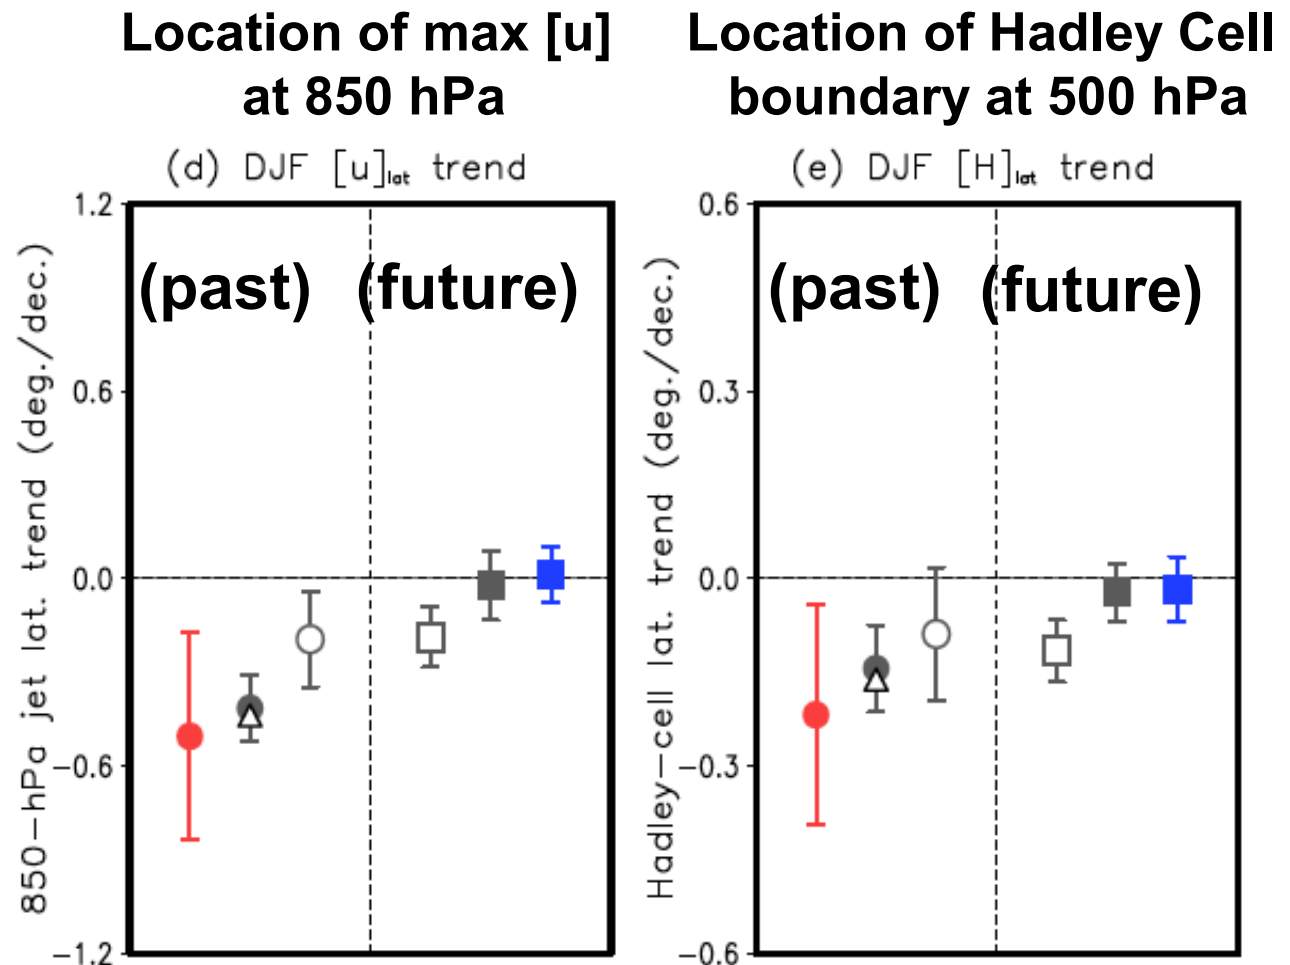 Location of max [u]
at 850 hPa
(d) DJF [u]lat trend
850-hPa jet lat. trend (deg./dec.)
1.2
0.6
0.0
−0.6
−1.2
(past)
(future)
Location of Hadley Cell
boundary at 500 hPa
(e) DJF [H]lat trend
Hadley-cell lat. trend (deg./dec.)
0.6
0.3
0.0
−0.3
−0.6
(past)
(future)